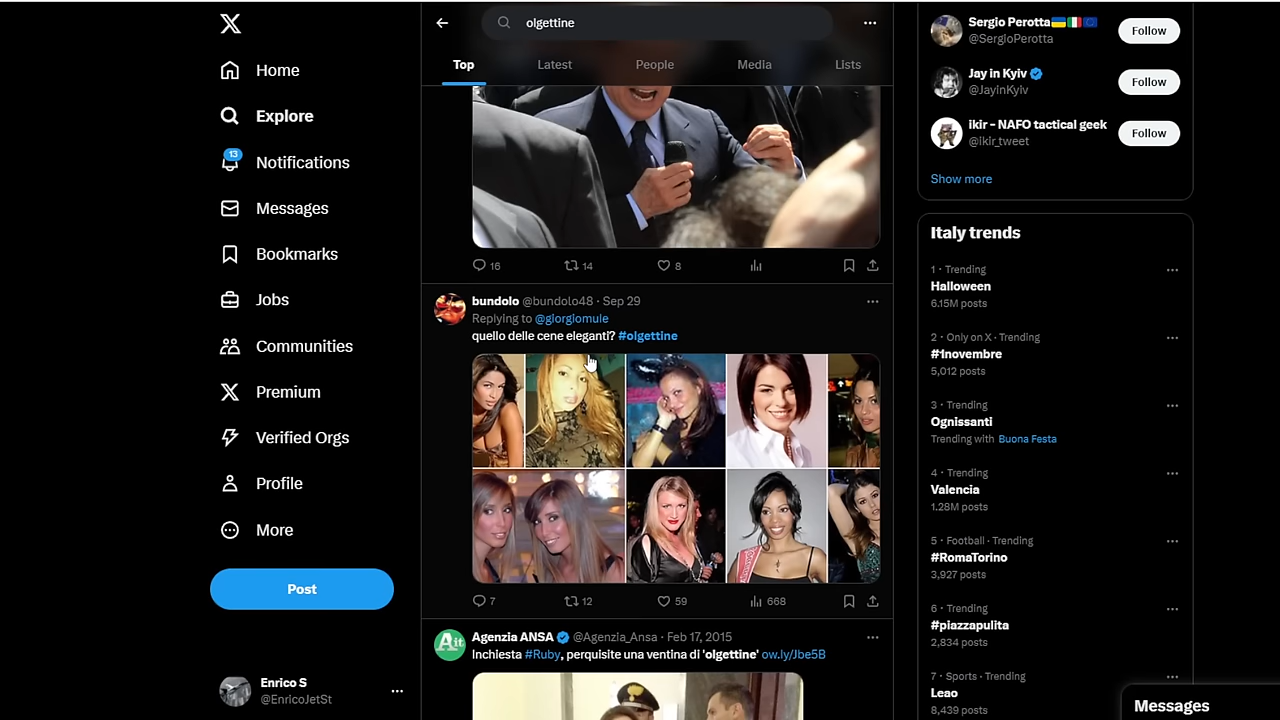 olgettine
Top
Latest
People
Media
Lists
Home
Explore
13
Notifications
Messages
Bookmarks
Jobs
Communities
Premium
Verified Orgs
Profile
More
Post
Enrico S
@EnricoJetSt
16
14
8
bundolo @bundolo48 · Sep 29
Replying to @giorgiomule
quello delle cene eleganti? #olgettine
7
12
59
668
Agenzia ANSA @Agenzia_Ansa · Feb 17, 2015
Inchiesta #Ruby, perquisite una ventina di 'olgettine' ow.ly/Jbe5B
Sergio Perotta
@SergioPerotta
Follow
Jay in Kyiv
@JayinKyiv
Follow
ikir - NAFO tactical geek
@ikir_tweet
Follow
Show more
Italy trends
1 · Trending
Halloween
6.15M posts
2 · Only on X · Trending
#1novembre
5,012 posts
3 · Trending
Ognissanti
Trending with Buona Festa
4 · Trending
Valencia
1.28M posts
5 · Football · Trending
#RomaTorino
3,927 posts
6 · Trending
#piazzapulita
2,834 posts
7 · Sports · Trending
Leao
8,439 posts
Messages